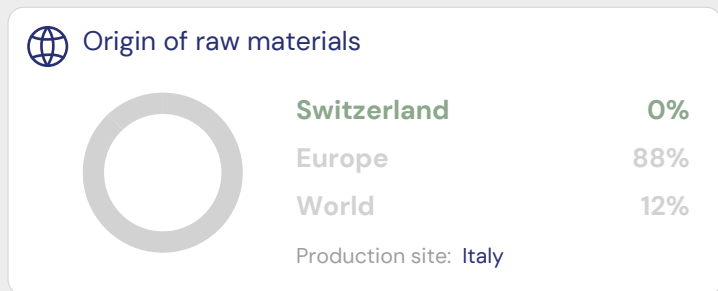 Origin of raw materials
Switzerland 0%
Europe 88%
World 12%
Production site: Italy